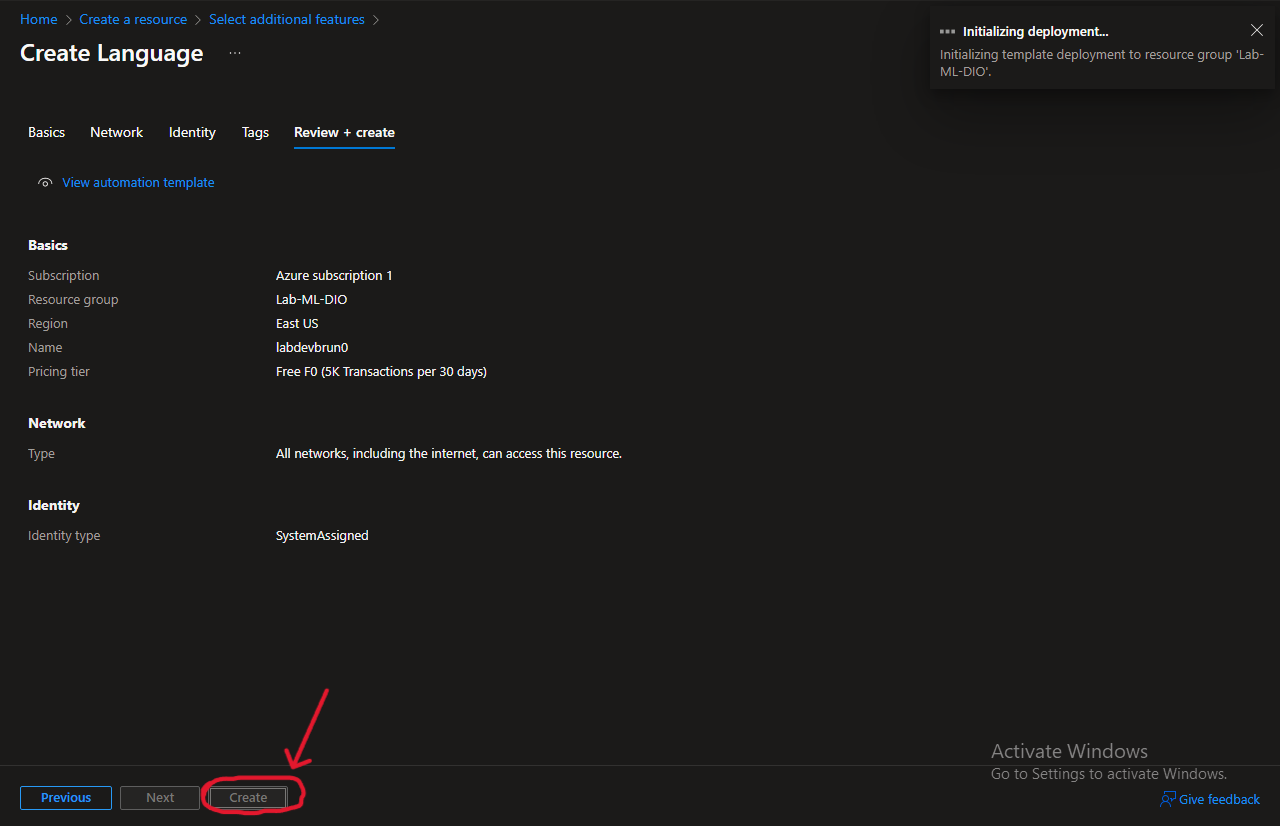 Home > Create a resource > Select additional features >
Create Language ...
Initializing deployment...
Initializing template deployment to resource group 'Lab-
ML-DIO'.
Basics Network Identity Tags Review + create
View automation template
Basics
Subscription Azure subscription 1
Resource group Lab-ML-DIO
Region East US
Name labdevbrun0
Pricing tier Free F0 (5K Transactions per 30 days)
Network
Type All networks, including the internet, can access this resource.
Identity
Identity type SystemAssigned
Activate Windows
Go to Settings to activate Windows.
Previous Next Create
Give feedback